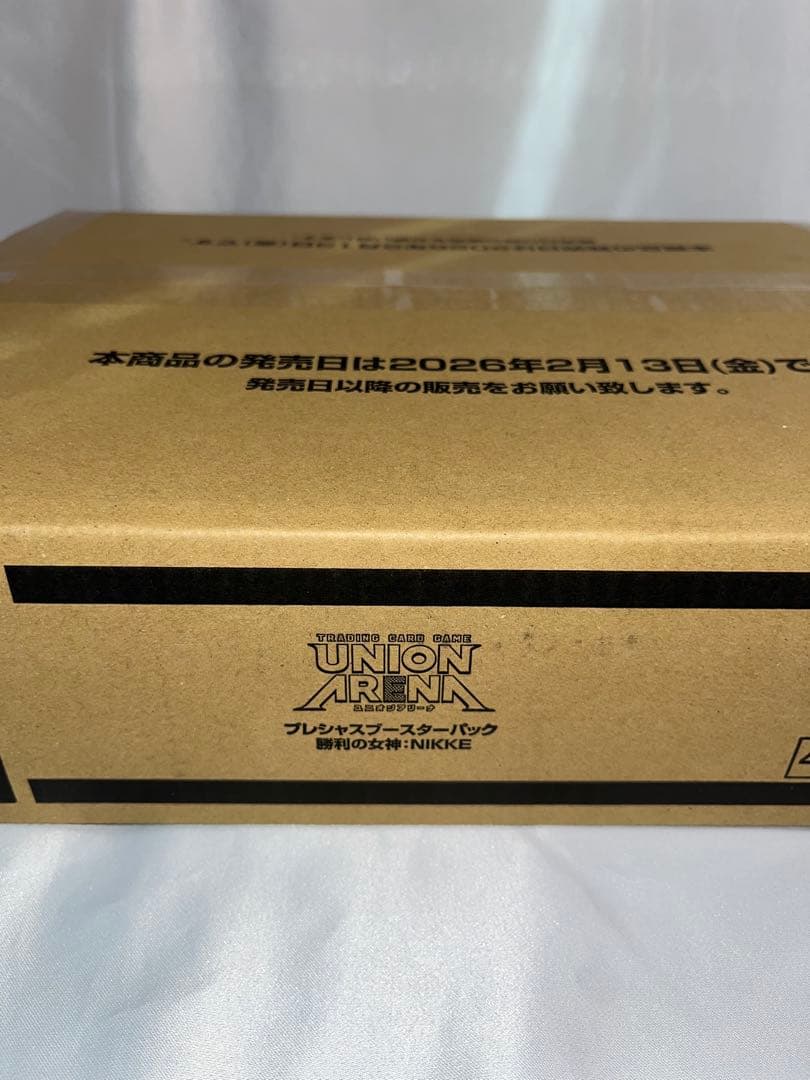 本商品の発売日は2026年2月13日(金)で
発売日以降の販売をお願い致します。
TRADING CARD GAME
UNION
ARENA
ユニオンアリーナ
プレシャスブースターパック
勝利の女神:NIKKE